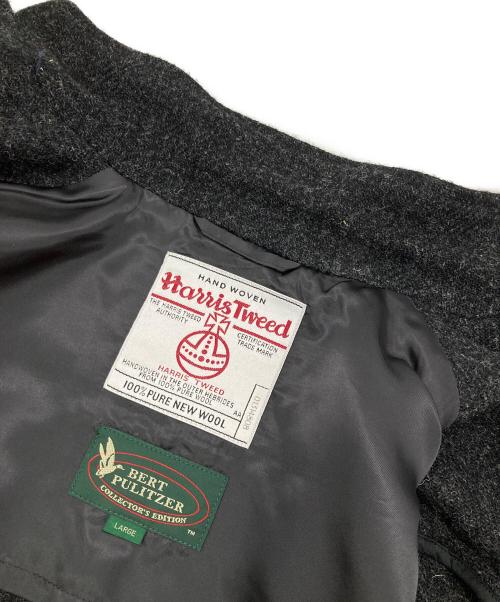 HAND WOVEN
Harris Tweed
THE HARRIS TWEED
AUTHORITY
CERTIFICATION
TRADE MARK
HARRIS TWEED
HANDWOVEN IN THE OUTER HEBRIDES
FROM 100% PURE WOOL
AA
100% PURE NEW WOOL
BERT
PULITZER
COLLECTOR'S EDITION
TM
LARGE